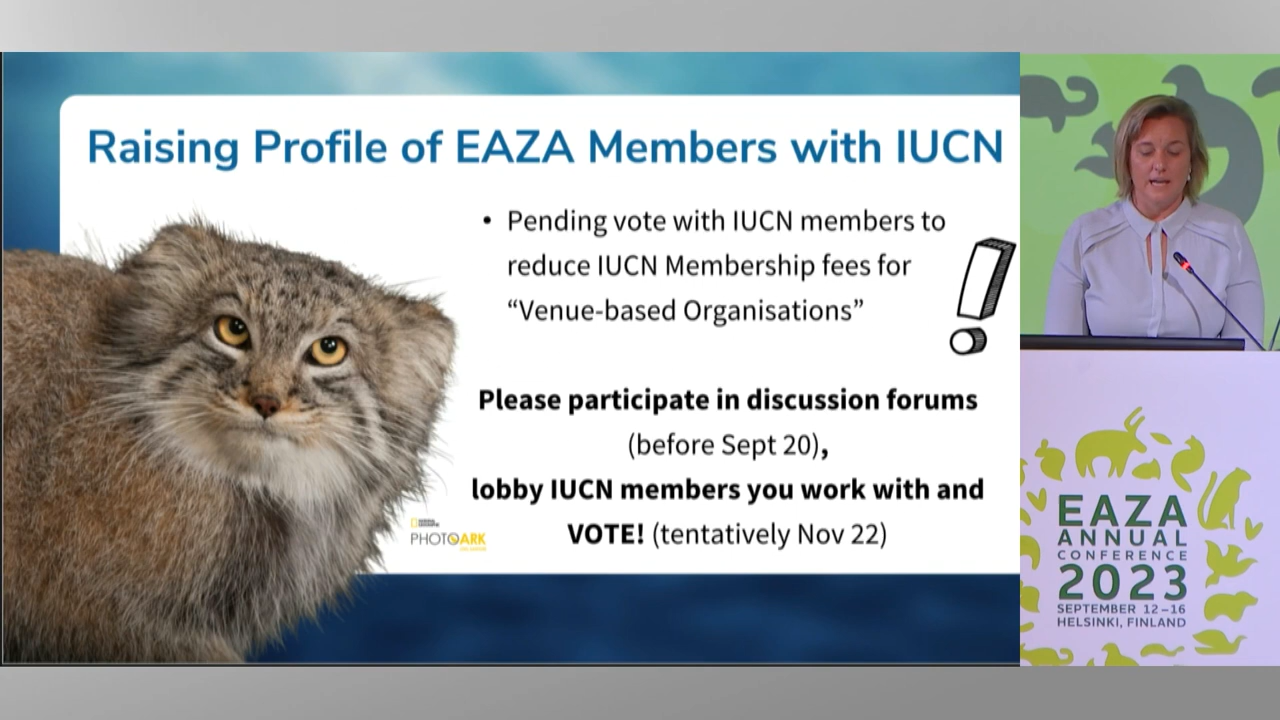 Raising Profile of EAZA Members with IUCN
• Pending vote with IUCN members to
reduce IUCN Membership fees for
“Venue-based Organisations”
Please participate in discussion forums
(before Sept 20),
lobby IUCN members you work with and
VOTE! (tentatively Nov 22)
NATIONAL
GEOGRAPHIC
PHOTOARK
EAZA
ANNUAL
CONFERENCE
2023
SEPTEMBER 12–16
HELSINKI, FINLAND